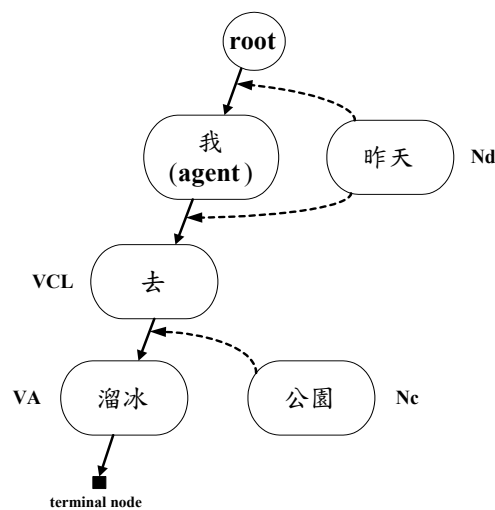 root
我
(agent)
昨天
Nd
VCL
去
VA
溜冰
公園
Nc
terminal node